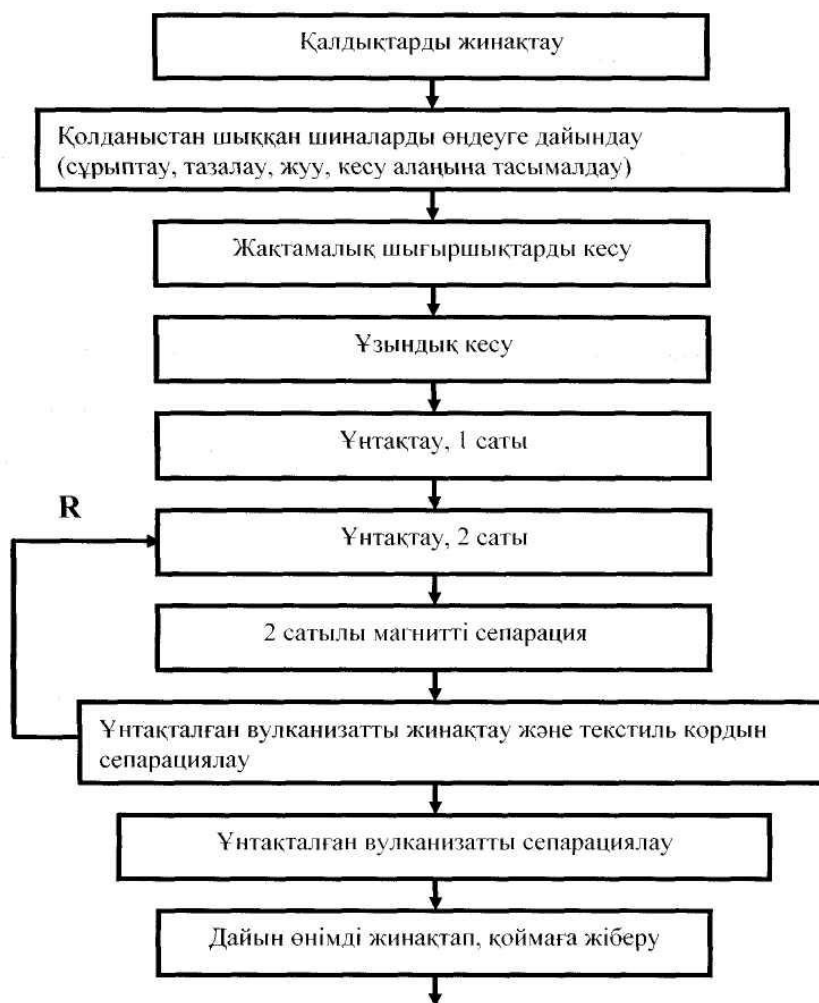 Қалдықтарды жинақтау
Қолданыстан шыққан шиналарды өңдеуге дайындау
(сұрыптау, тазалау, жуу, кесу алаңына тасымалдау)
Жақтамалық шығыршықтарды кесу
Ұзындық кесу
Ұнтақтау, 1 саты
R
Ұнтақтау, 2 саты
2 сатылы магнитті сепарация
Ұнтақталған вулканизатты жинақтау және текстиль кордын
сепарациялау
Ұнтақталған вулканизатты сепарациялау
Дайын өнімді жинақтап, қоймаға жіберу